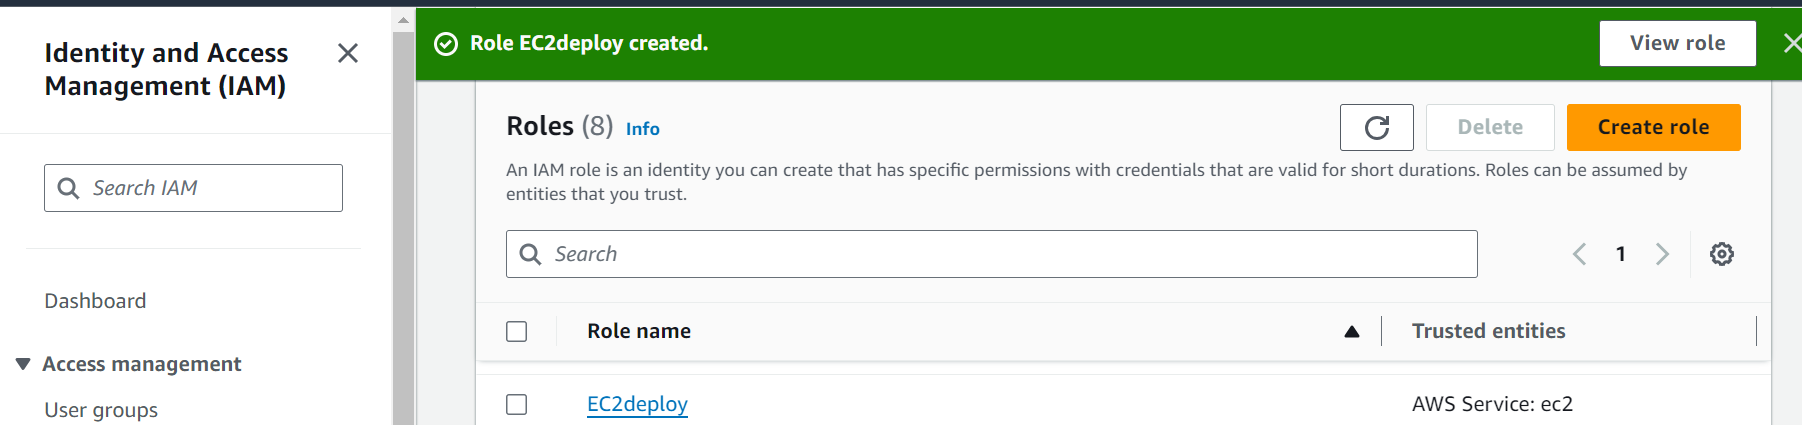 Identity and Access
Management (IAM)
Search IAM
Dashboard
Access management
User groups
Role EC2deploy created.
View role
Roles (8) Info
Delete
Create role
An IAM role is an identity you can create that has specific permissions with credentials that are valid for short durations. Roles can be assumed by
entities that you trust.
Search
1
Role name
Trusted entities
EC2deploy
AWS Service: ec2